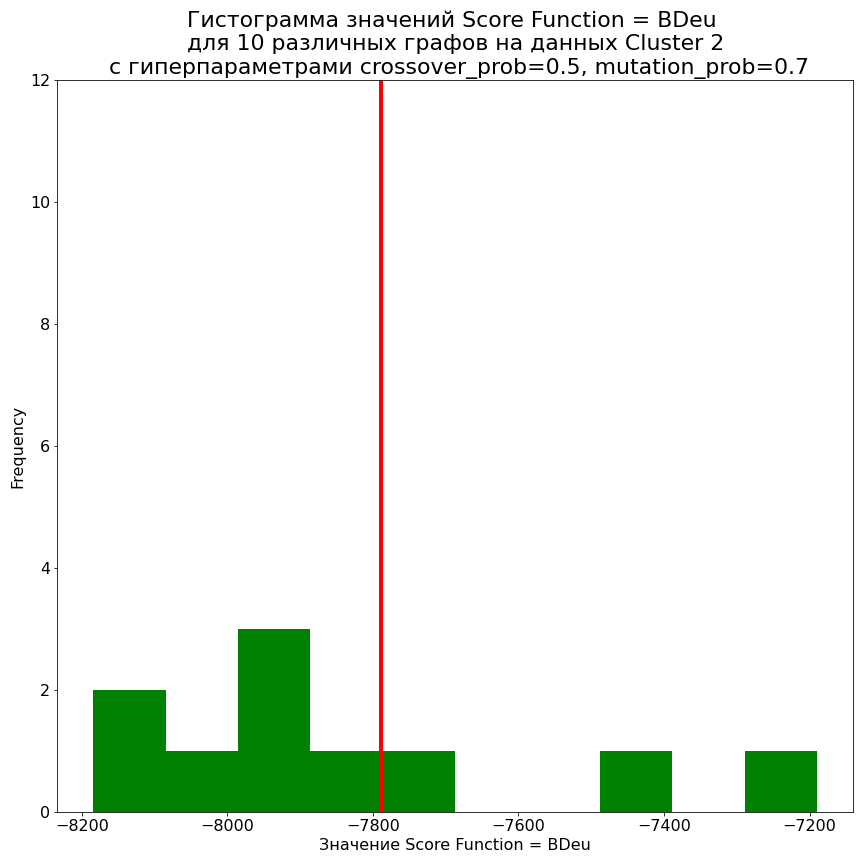 Гистограмма значений Score Function = BDeu
для 10 различных графов на данных Cluster 2
с гиперпараметрами crossover_prob=0.5, mutation_prob=0.7
12
10
8
6
4
2
0
Frequency
−8200 −8000 −7800 −7600 −7400 −7200
Значение Score Function = BDeu